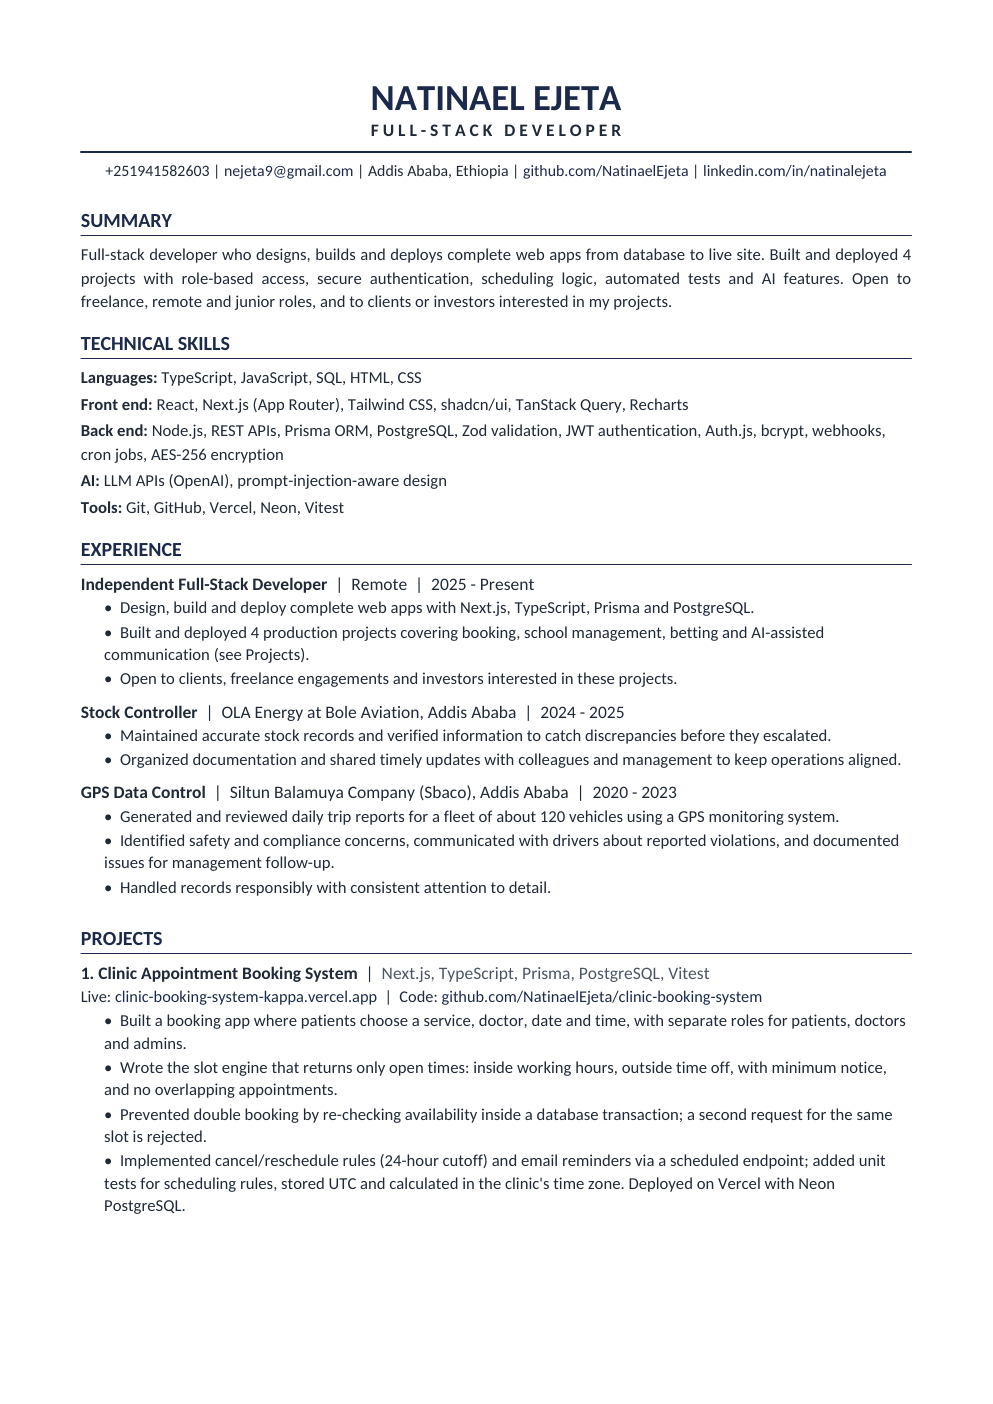 NATINAEL EJETA
FULL-STACK DEVELOPER
+251941582603 | nejeta9@gmail.com | Addis Ababa, Ethiopia | github.com/NatinaelEjeta | linkedin.com/in/natinalejeta
SUMMARY
Full-stack developer who designs, builds and deploys complete web apps from database to live site. Built and deployed 4
projects with role-based access, secure authentication, scheduling logic, automated tests and AI features. Open to
freelance, remote and junior roles, and to clients or investors interested in my projects.
TECHNICAL SKILLS
Languages: TypeScript, JavaScript, SQL, HTML, CSS
Front end: React, Next.js (App Router), Tailwind CSS, shadcn/ui, TanStack Query, Recharts
Back end: Node.js, REST APIs, Prisma ORM, PostgreSQL, Zod validation, JWT authentication, Auth.js, bcrypt, webhooks,
cron jobs, AES-256 encryption
AI: LLM APIs (OpenAI), prompt-injection-aware design
Tools: Git, GitHub, Vercel, Neon, Vitest
EXPERIENCE
Independent Full-Stack Developer | Remote | 2025 - Present
• Design, build and deploy complete web apps with Next.js, TypeScript, Prisma and PostgreSQL.
• Built and deployed 4 production projects covering booking, school management, betting and AI-assisted
communication (see Projects).
• Open to clients, freelance engagements and investors interested in these projects.
Stock Controller | OLA Energy at Bole Aviation, Addis Ababa | 2024 - 2025
• Maintained accurate stock records and verified information to catch discrepancies before they escalated.
• Organized documentation and shared timely updates with colleagues and management to keep operations aligned.
GPS Data Control | Siltun Balamuya Company (Sbaco), Addis Ababa | 2020 - 2023
• Generated and reviewed daily trip reports for a fleet of about 120 vehicles using a GPS monitoring system.
• Identified safety and compliance concerns, communicated with drivers about reported violations, and documented
issues for management follow-up.
• Handled records responsibly with consistent attention to detail.
PROJECTS
1. Clinic Appointment Booking System | Next.js, TypeScript, Prisma, PostgreSQL, Vitest
Live: clinic-booking-system-kappa.vercel.app | Code: github.com/NatinaelEjeta/clinic-booking-system
• Built a booking app where patients choose a service, doctor, date and time, with separate roles for patients, doctors
and admins.
• Wrote the slot engine that returns only open times: inside working hours, outside time off, with minimum notice,
and no overlapping appointments.
• Prevented double booking by re-checking availability inside a database transaction; a second request for the same
slot is rejected.
• Implemented cancel/reschedule rules (24-hour cutoff) and email reminders via a scheduled endpoint; added unit
tests for scheduling rules, stored UTC and calculated in the clinic's time zone. Deployed on Vercel with Neon
PostgreSQL.